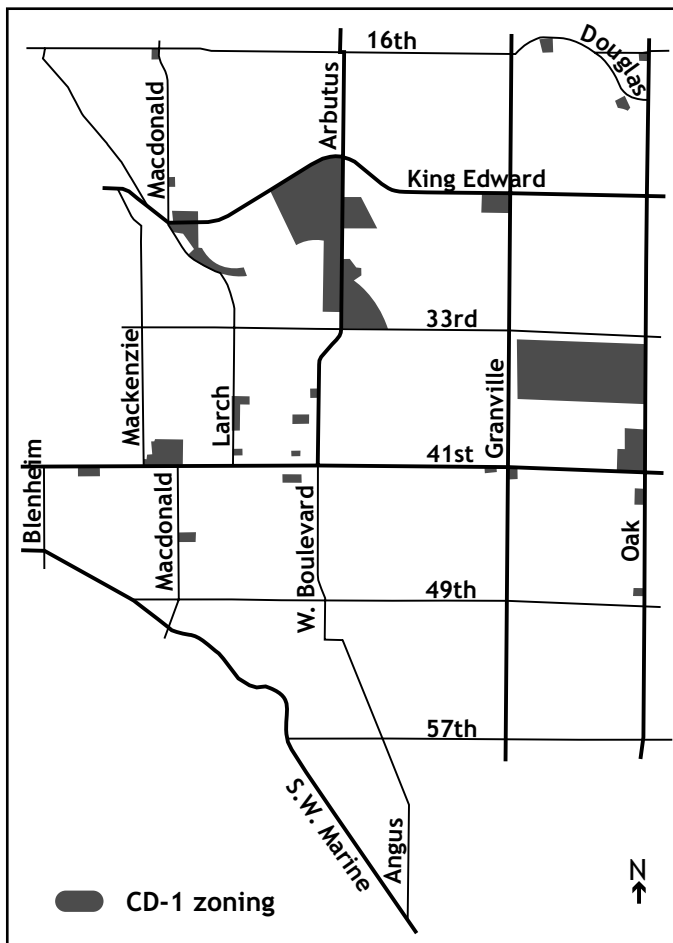 16th
Douglas
Macdonald
Arbutus
King Edward
33rd
Mackenzie
Larch
Granville
41st
Blenheim
Macdonald
W. Boulevard
Oak
49th
57th
S.W. Marine
Angus
N
CD-1 zoning